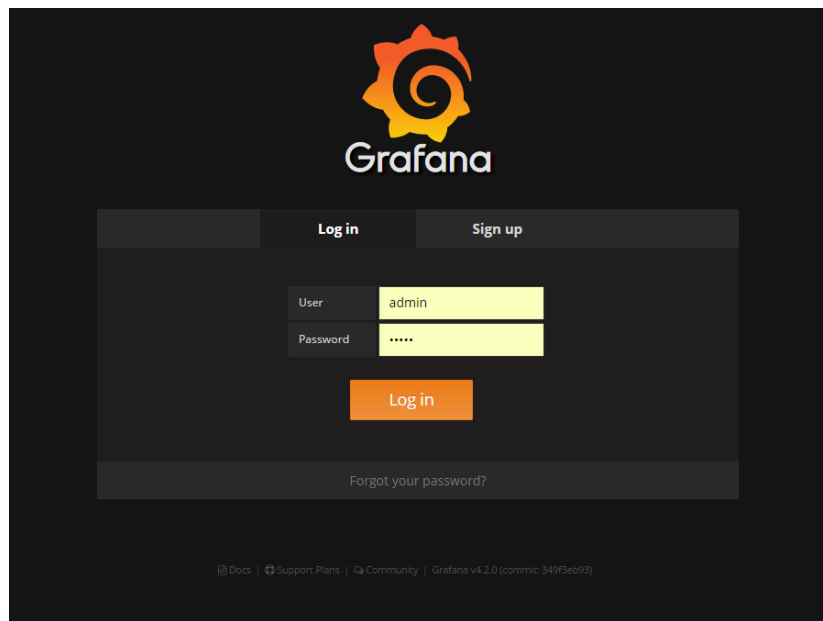 Grafana
Log in Sign up
User admin
Password •••••
Log in
Forgot your password?
Docs | Support Plans | Community | Grafana v4.2.0 (commit: 349f3eb93)